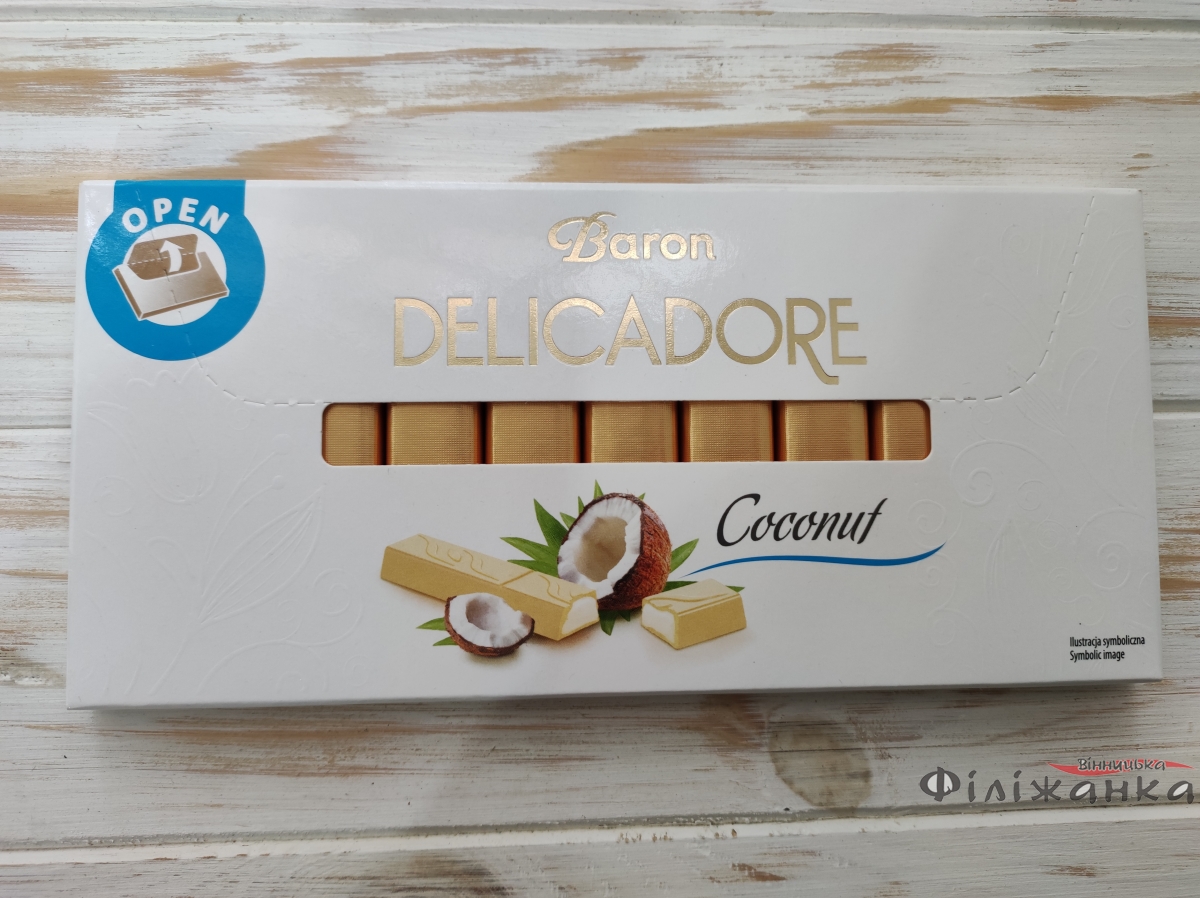 OPEN
Baron
DELICADORE
Coconut
Ilustracja symboliczna
Symbolic image
Вінницька
Філіжанка